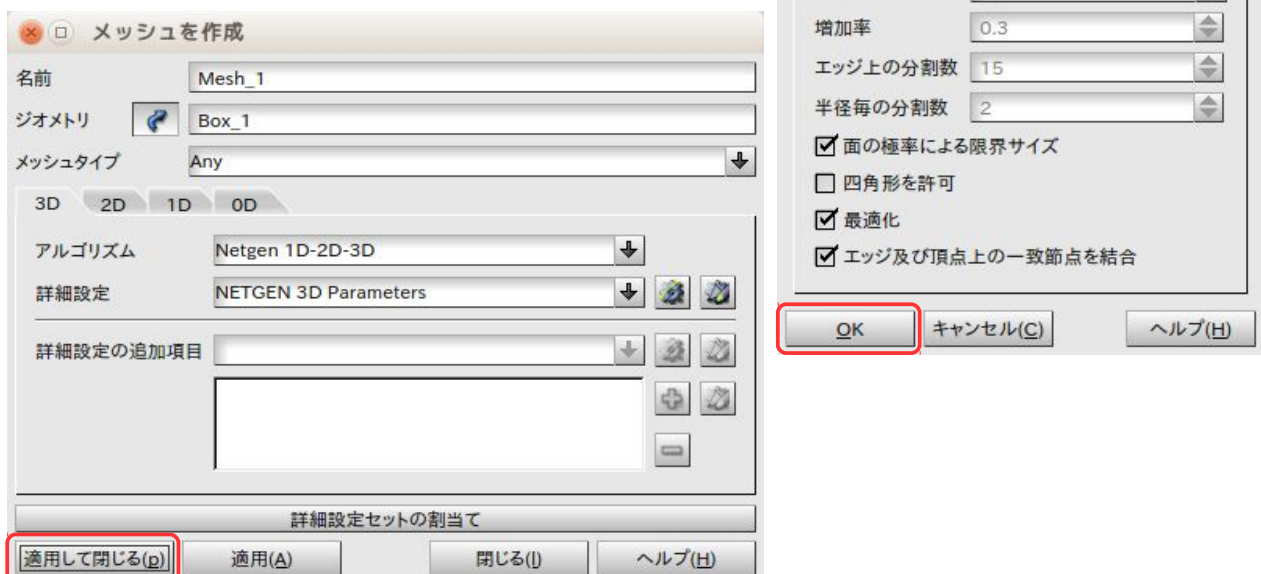 メッシュを作成
名前 Mesh_1
ジオメトリ Box_1
メッシュタイプ Any
3D 2D 1D 0D
アルゴリズム Netgen 1D-2D-3D
詳細設定 NETGEN 3D Parameters
詳細設定の追加項目
詳細設定セットの割当て
適用して閉じる(p) 適用(A) 閉じる(l) ヘルプ(H)
増加率 0.3
エッジ上の分割数 15
半径毎の分割数 2
面の極率による限界サイズ
四角形を許可
最適化
エッジ及び頂点上の一致節点を結合
OK キャンセル(C) ヘルプ(H)